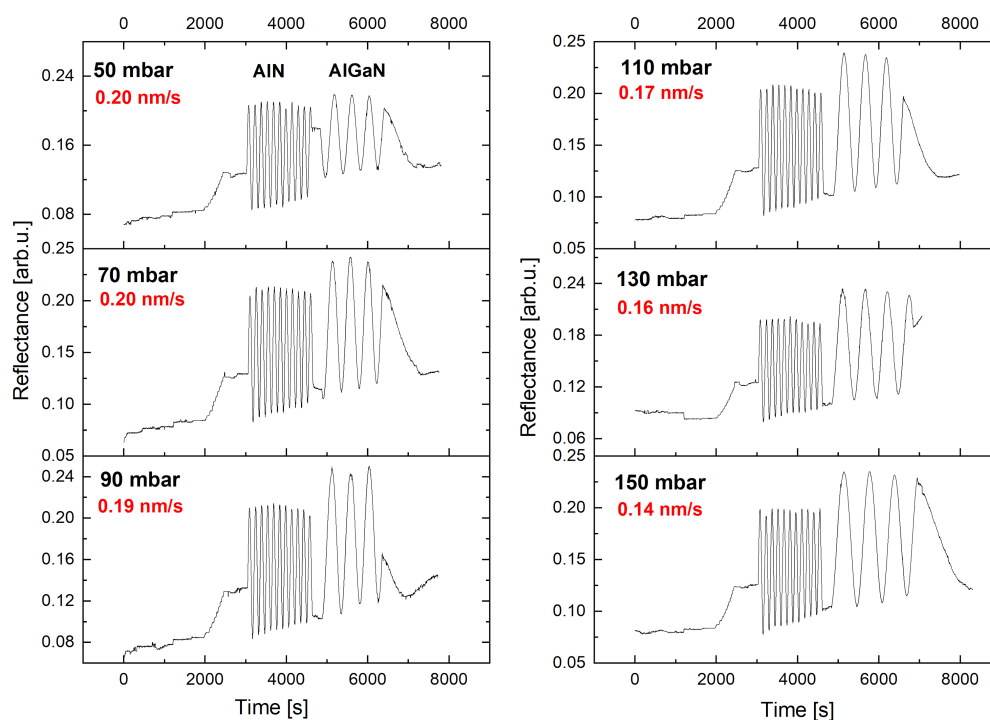 0 2000 4000 6000 8000
0.24
0.16
0.08
50 mbar
0.20 nm/s
AlN
AlGaN
0.25
0.20
0.15
0.10
0.05
70 mbar
0.20 nm/s
0.24
0.20
0.16
0.12
0.08
90 mbar
0.19 nm/s
0 2000 4000 6000 8000
Time [s]
Reflectance [arb.u.]
0 2000 4000 6000 8000
0.25
0.20
0.15
0.10
0.05
110 mbar
0.17 nm/s
0.24
0.18
0.12
0.06
130 mbar
0.16 nm/s
0.25
0.20
0.15
0.10
0.05
150 mbar
0.14 nm/s
0 2000 4000 6000 8000
Time [s]
Reflectance [arb.u.]